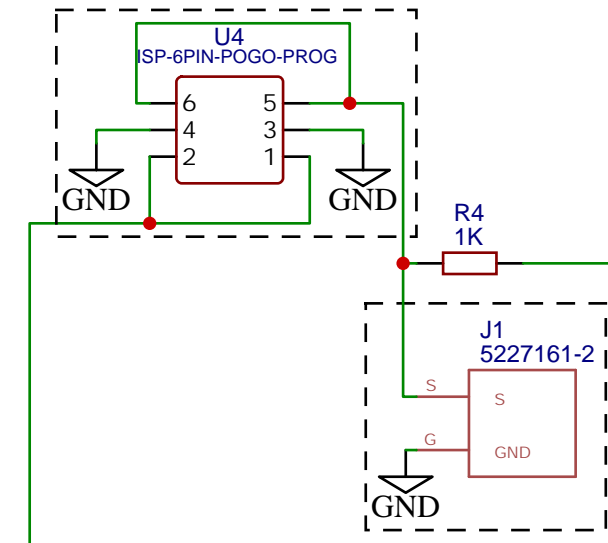 U4
ISP-6PIN-POGO-PROG
6 5
4 3
2 1
GND GND
R4
1K
J1
5227161-2
S S
G GND
GND